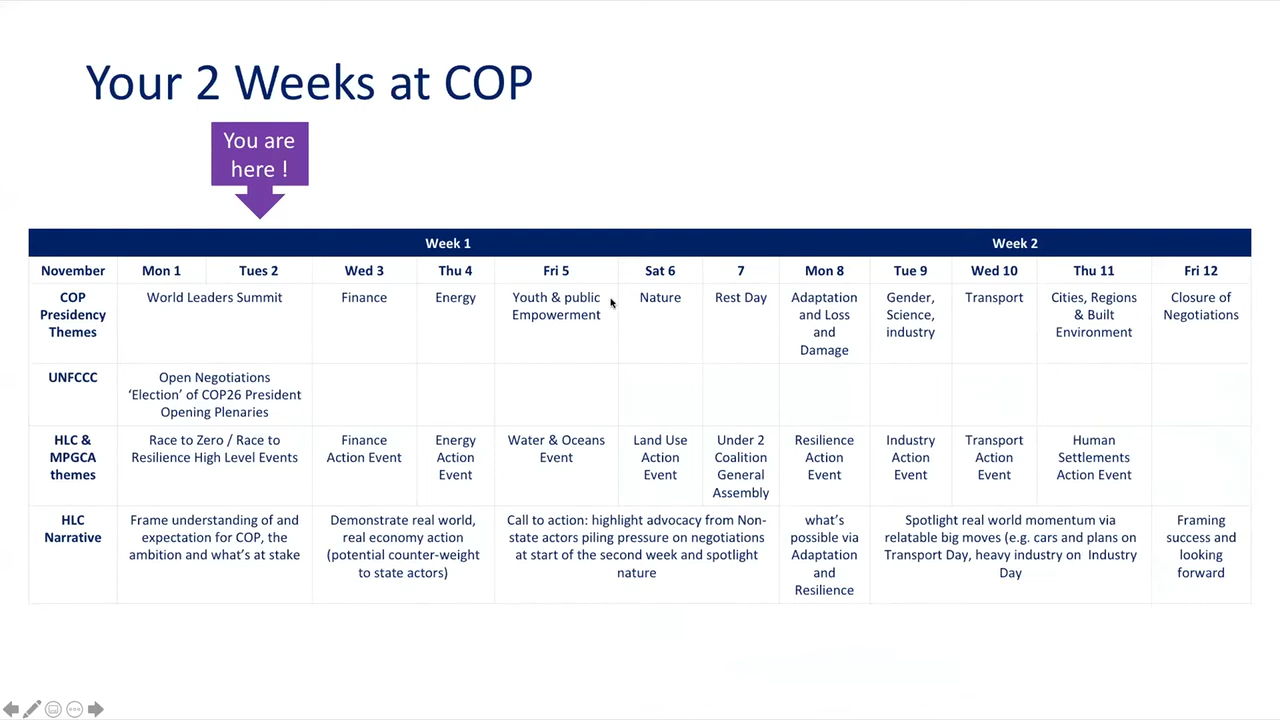 Your 2 Weeks at COP
You are
here !
Week 1
Week 2
November
Mon 1
Tues 2
Wed 3
Thu 4
Fri 5
Sat 6
7
Mon 8
Tue 9
Wed 10
Thu 11
Fri 12
COP
Presidency
Themes
World Leaders Summit
Finance
Energy
Youth & public
Empowerment
Nature
Rest Day
Adaptation
and Loss
and
Damage
Gender,
Science,
industry
Transport
Cities, Regions
& Built
Environment
Closure of
Negotiations
UNFCCC
Open Negotiations
‘Election’ of COP26 President
Opening Plenaries
HLC &
MPGCA
themes
Race to Zero / Race to
Resilience High Level Events
Finance
Action Event
Energy
Action
Event
Water & Oceans
Event
Land Use
Action
Event
Under 2
Coalition
General
Assembly
Resilience
Action
Event
Industry
Action
Event
Transport
Action
Event
Human
Settlements
Action Event
HLC
Narrative
Frame understanding of and
expectation for COP, the
ambition and what’s at stake
Demonstrate real world,
real economy action
(potential counter-weight
to state actors)
Call to action: highlight advocacy from Non-
state actors piling pressure on negotiations
at start of the second week and spotlight
nature
what’s
possible via
Adaptation
and
Resilience
Spotlight real world momentum via
relatable big moves (e.g. cars and plans on
Transport Day, heavy industry on Industry
Day
Framing
success and
looking
forward